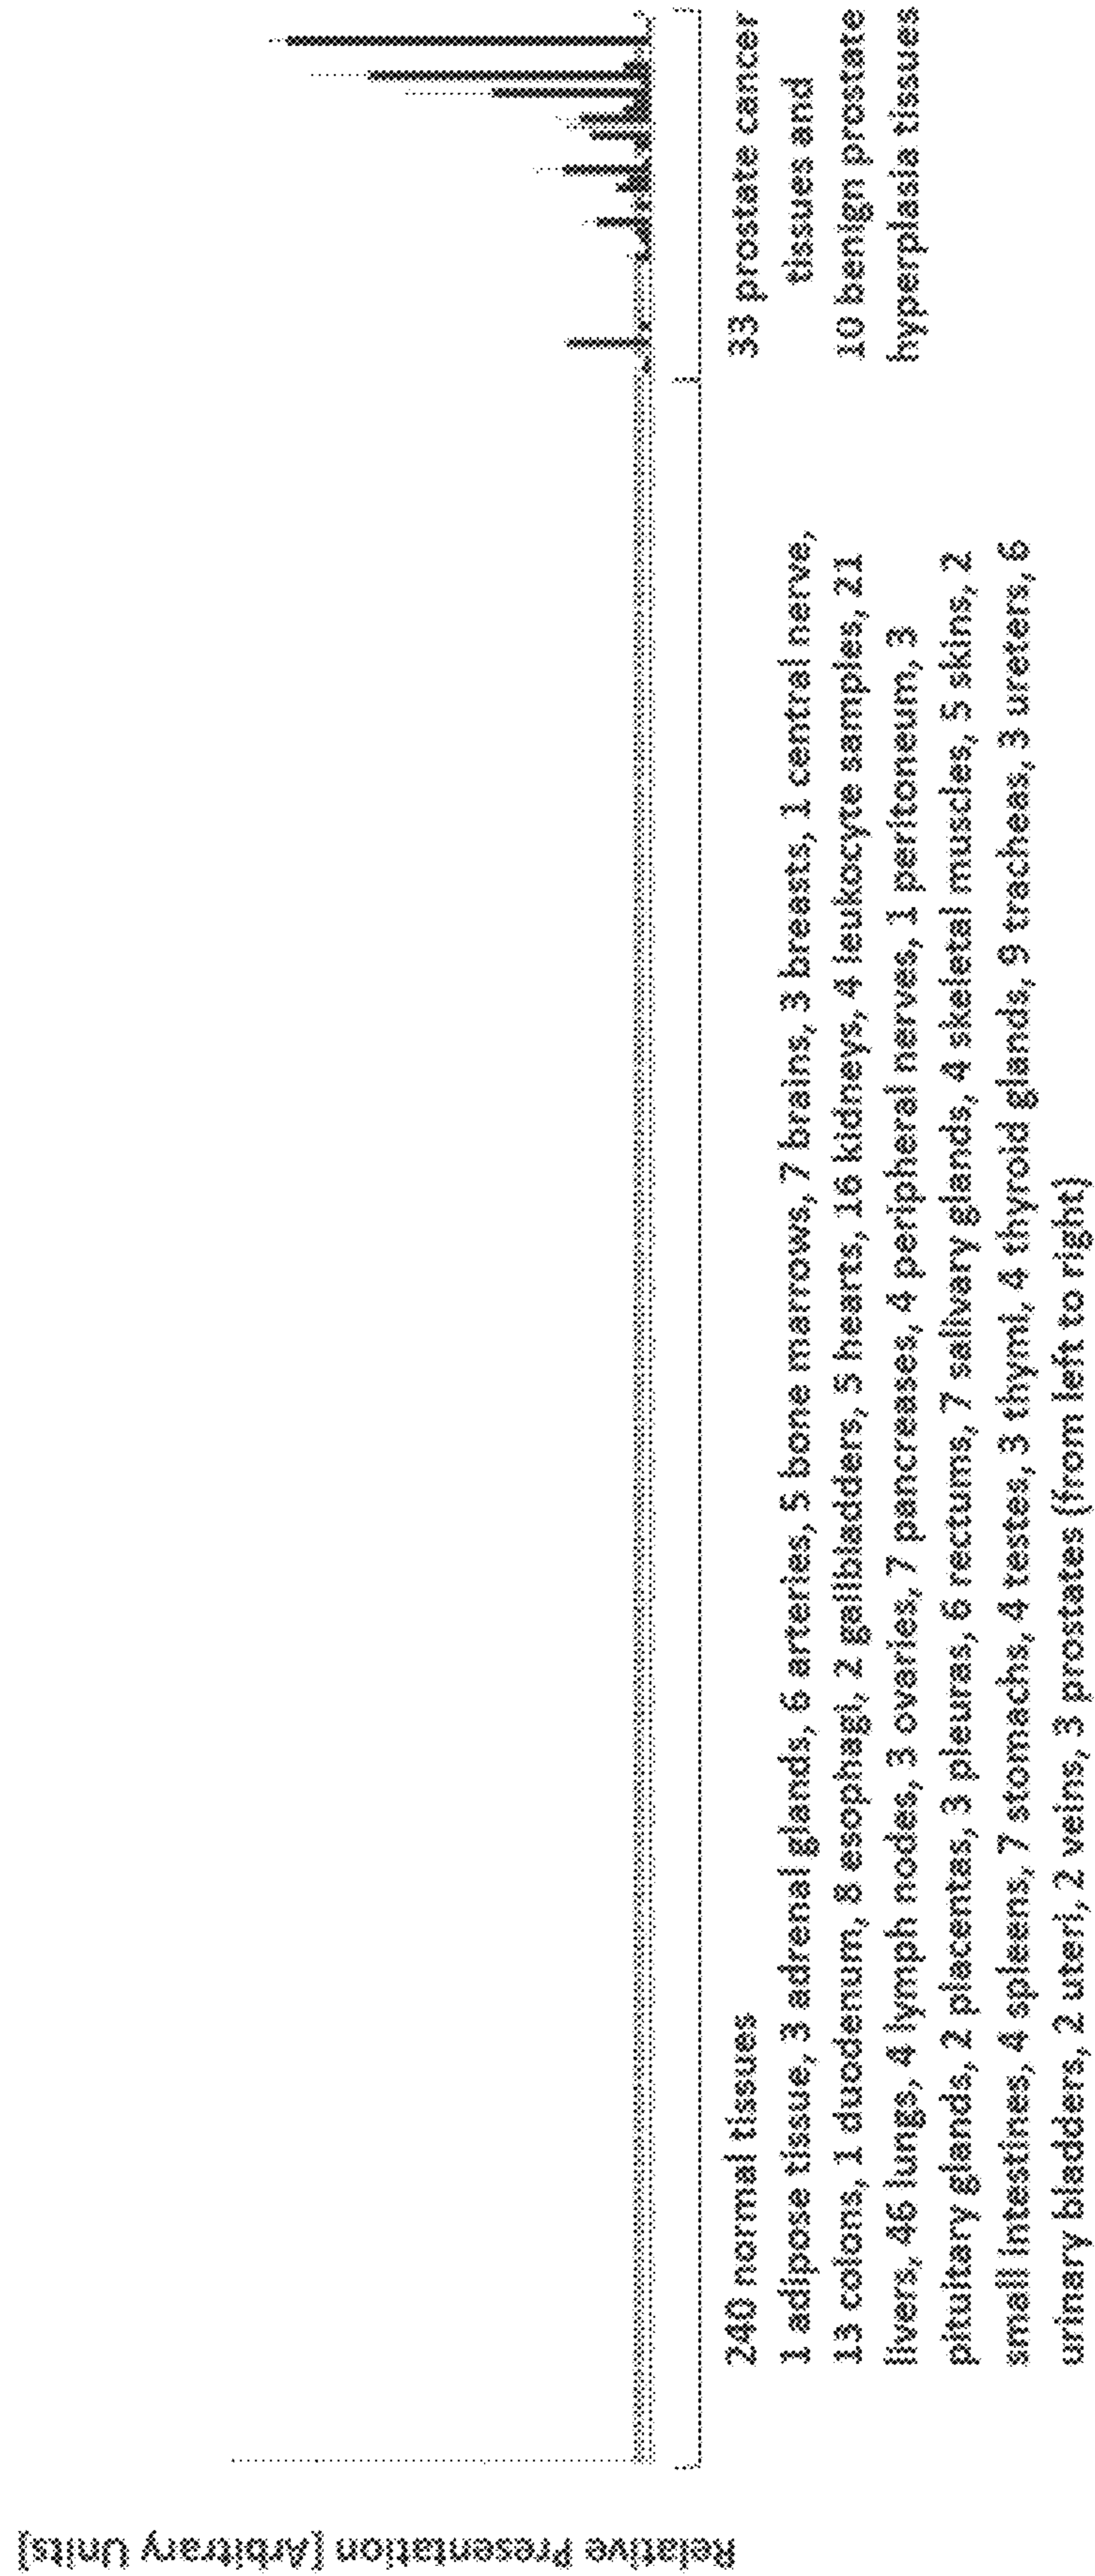 Relative Presentation [Arbitrary Units]
240 normal tissues
1 adipose tissue, 3 adrenal glands, 6 arteries, 5 bone marrows, 7 brains, 3 breasts, 1 central nerve,
13 colons, 1 duodenum, 8 esophagi, 2 gallbladders, 5 hearts, 16 kidneys, 4 leukocyte samples, 21
livers, 46 lungs, 4 lymph nodes, 3 ovaries, 7 pancreases, 4 peripheral nerves, 1 peritoneum, 3
pituitary glands, 2 placentas, 3 pleuras, 6 rectums, 7 salivary glands, 4 skeletal muscles, 5 skins, 2
small intestines, 4 spleens, 7 stomachs, 4 testes, 3 thymi, 4 thyroid glands, 9 tracheas, 3 ureters, 6
urinary bladders, 2 uteri, 2 veins, 3 prostates (from left to right)
33 prostate cancer
tissues and
10 benign prostate
hyperplasia tissues